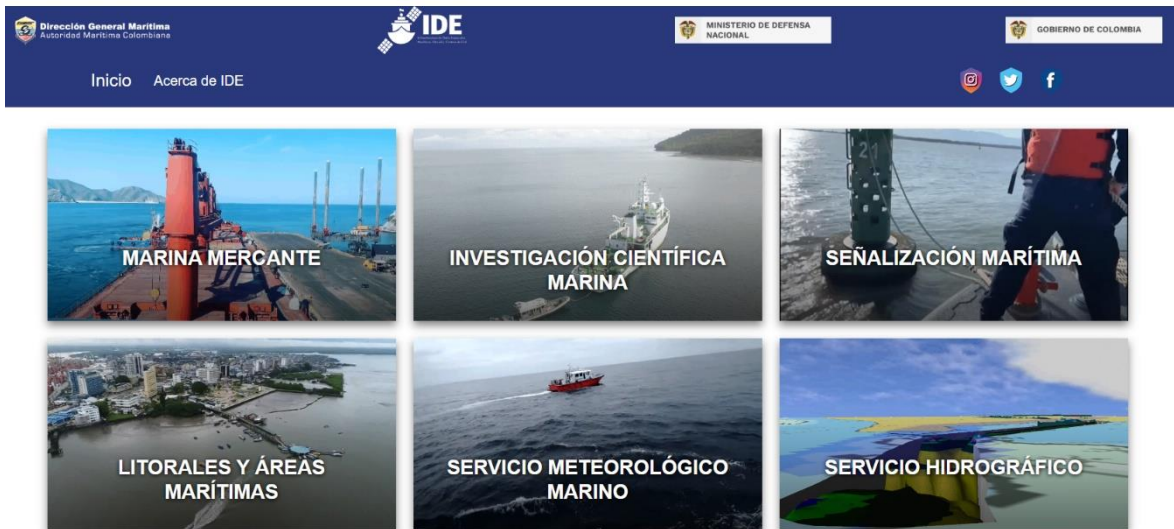 Dirección General Marítima
Autoridad Marítima Colombiana
IDE
MINISTERIO DE DEFENSA
NACIONAL
GOBIERNO DE COLOMBIA
Inicio Acerca de IDE
MARINA MERCANTE
INVESTIGACIÓN CIENTÍFICA
MARINA
21
SEÑALIZACIÓN MARÍTIMA
LITORALES Y ÁREAS
MARÍTIMAS
SERVICIO METEOROLÓGICO
MARINO
SERVICIO HIDROGRÁFICO